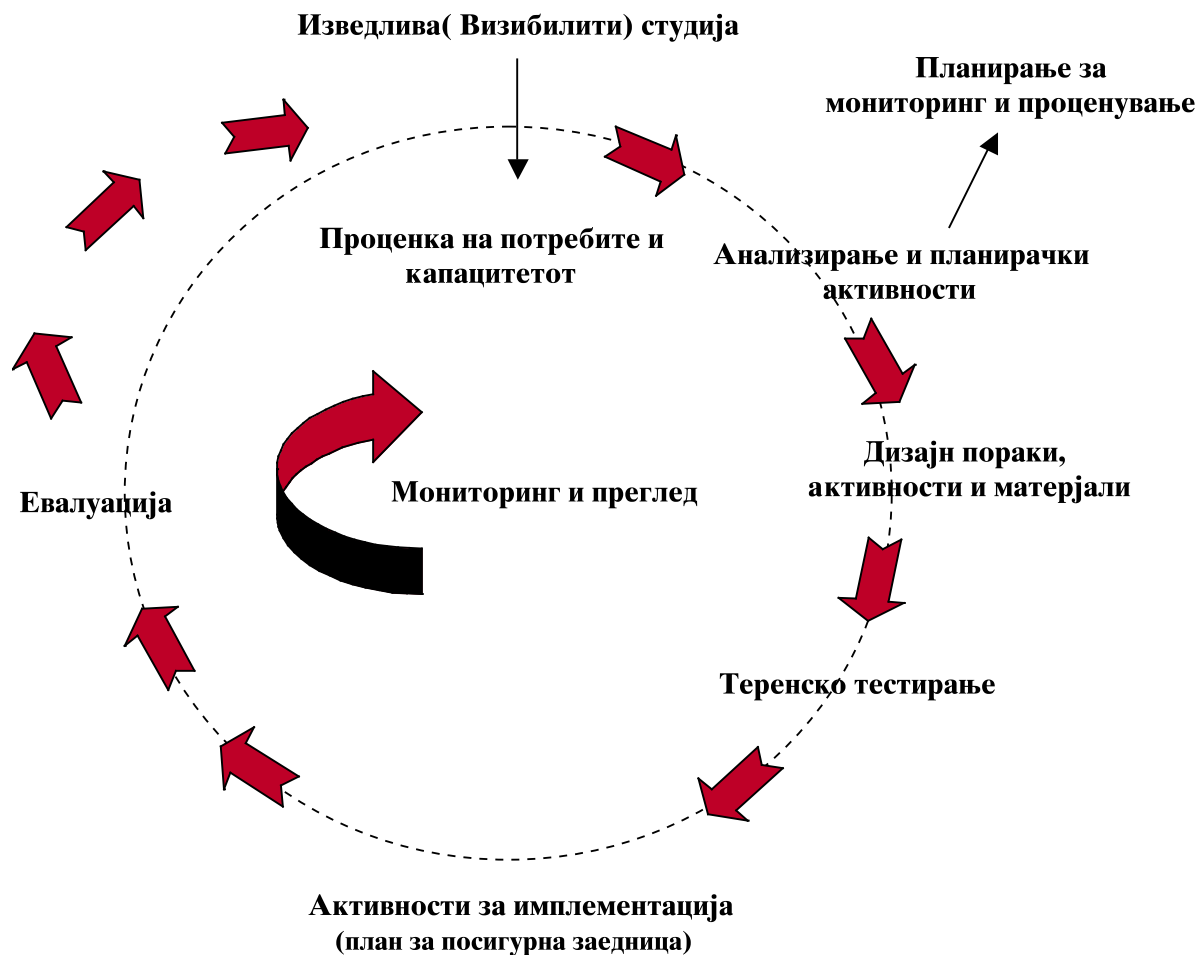 Изведлива( Визибилити) студија
Планирање за
мониторинг и проценување
Проценка на потребите и
капацитетот
Анализирање и планирачки
активности
Дизајн пораки,
активности и матерјали
Мониторинг и преглед
Евалуација
Теренско тестирање
Активности за имплементација
(план за посигурна заедница)